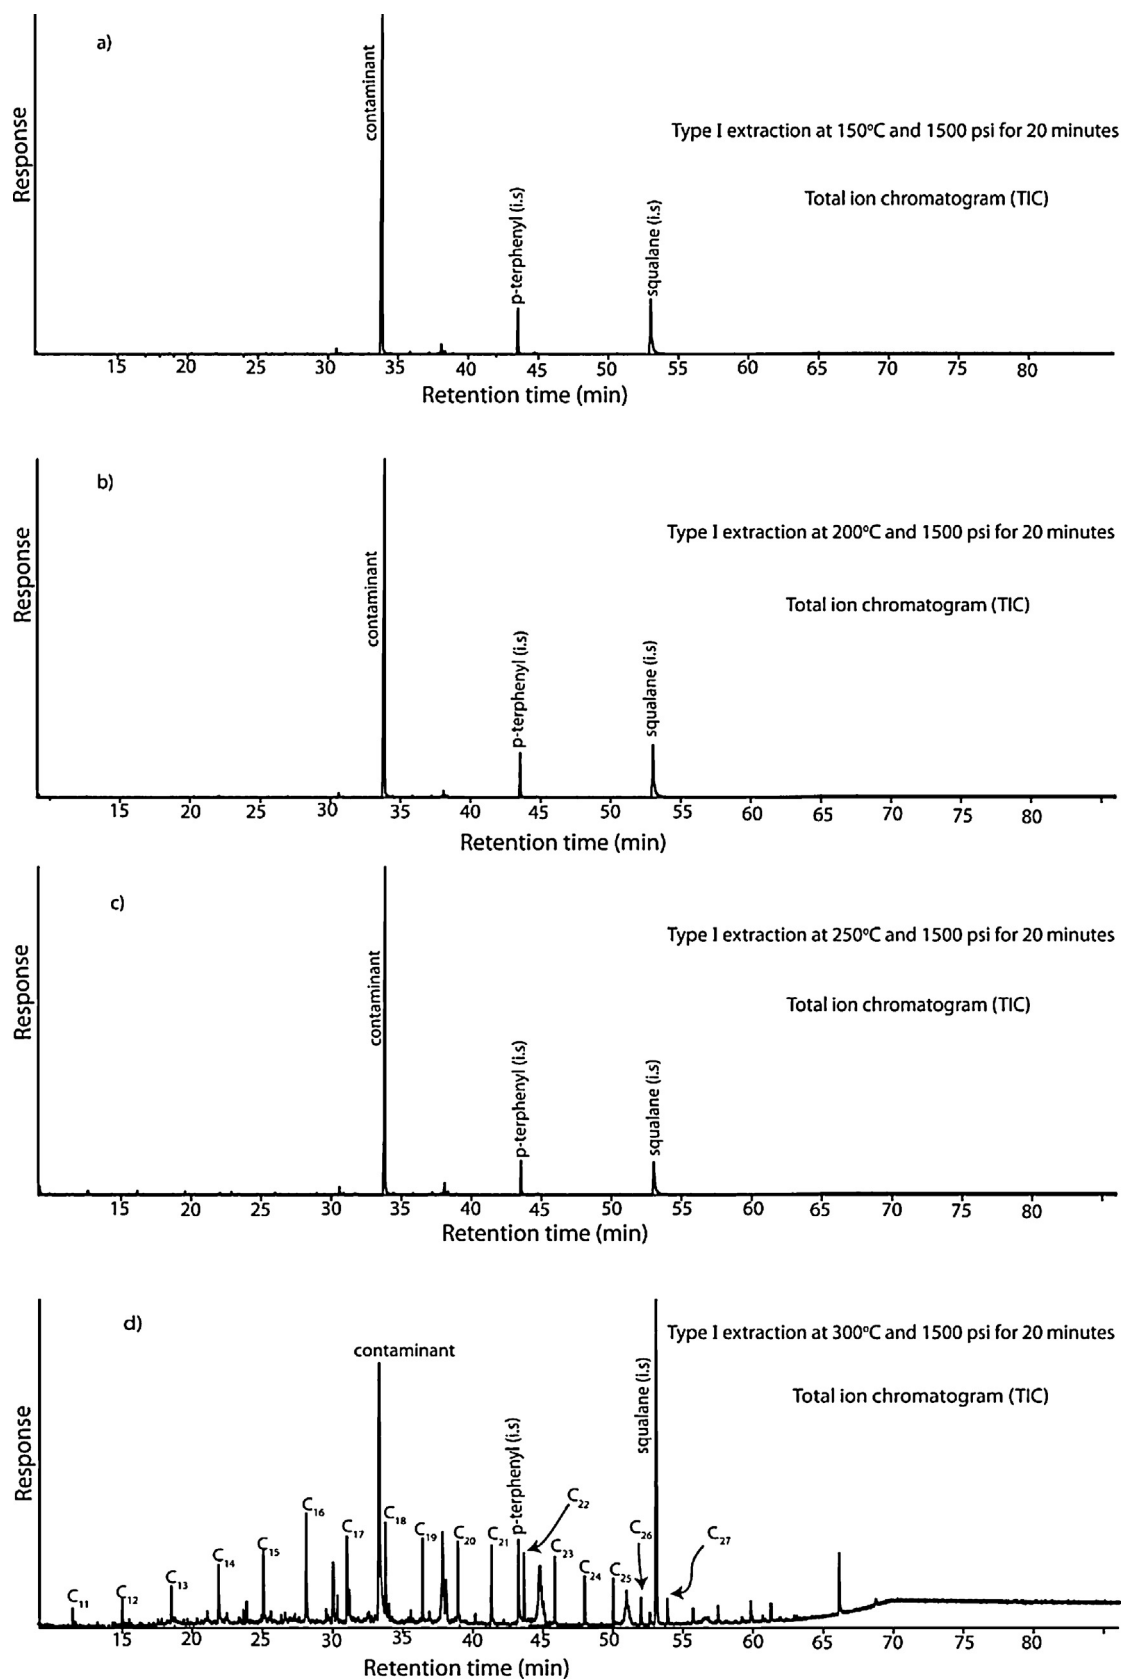 a)
contaminant
Response
Type I extraction at 150°C and 1500 psi for 20 minutes
p-terphenyl (i.s)
squalane (i.s)
Total ion chromatogram (TIC)
15 20 25 30 35 40 45 50 55 60 65 70 75 80
Retention time (min)
b)
contaminant
Response
Type I extraction at 200°C and 1500 psi for 20 minutes
p-terphenyl (i.s)
squalane (i.s)
Total ion chromatogram (TIC)
15 20 25 30 35 40 45 50 55 60 65 70 75 80
Retention time (min)
c)
contaminant
Response
Type I extraction at 250°C and 1500 psi for 20 minutes
p-terphenyl (i.s)
squalane (i.s)
Total ion chromatogram (TIC)
15 20 25 30 35 40 45 50 55 60 65 70 75 80
Retention time (min)
d)
contaminant
Response
Type I extraction at 300°C and 1500 psi for 20 minutes
p-terphenyl (i.s)
squalane (i.s)
Total ion chromatogram (TIC)
C₁₁ C₁₂ C₁₃ C₁₄ C₁₅ C₁₆ C₁₇ C₁₈ C₁₉ C₂₀ C₂₁ C₂₂ C₂₃ C₂₄ C₂₅ C₂₆ C₂₇
15 20 25 30 35 40 45 50 55 60 65 70 75 80
Retention time (min)